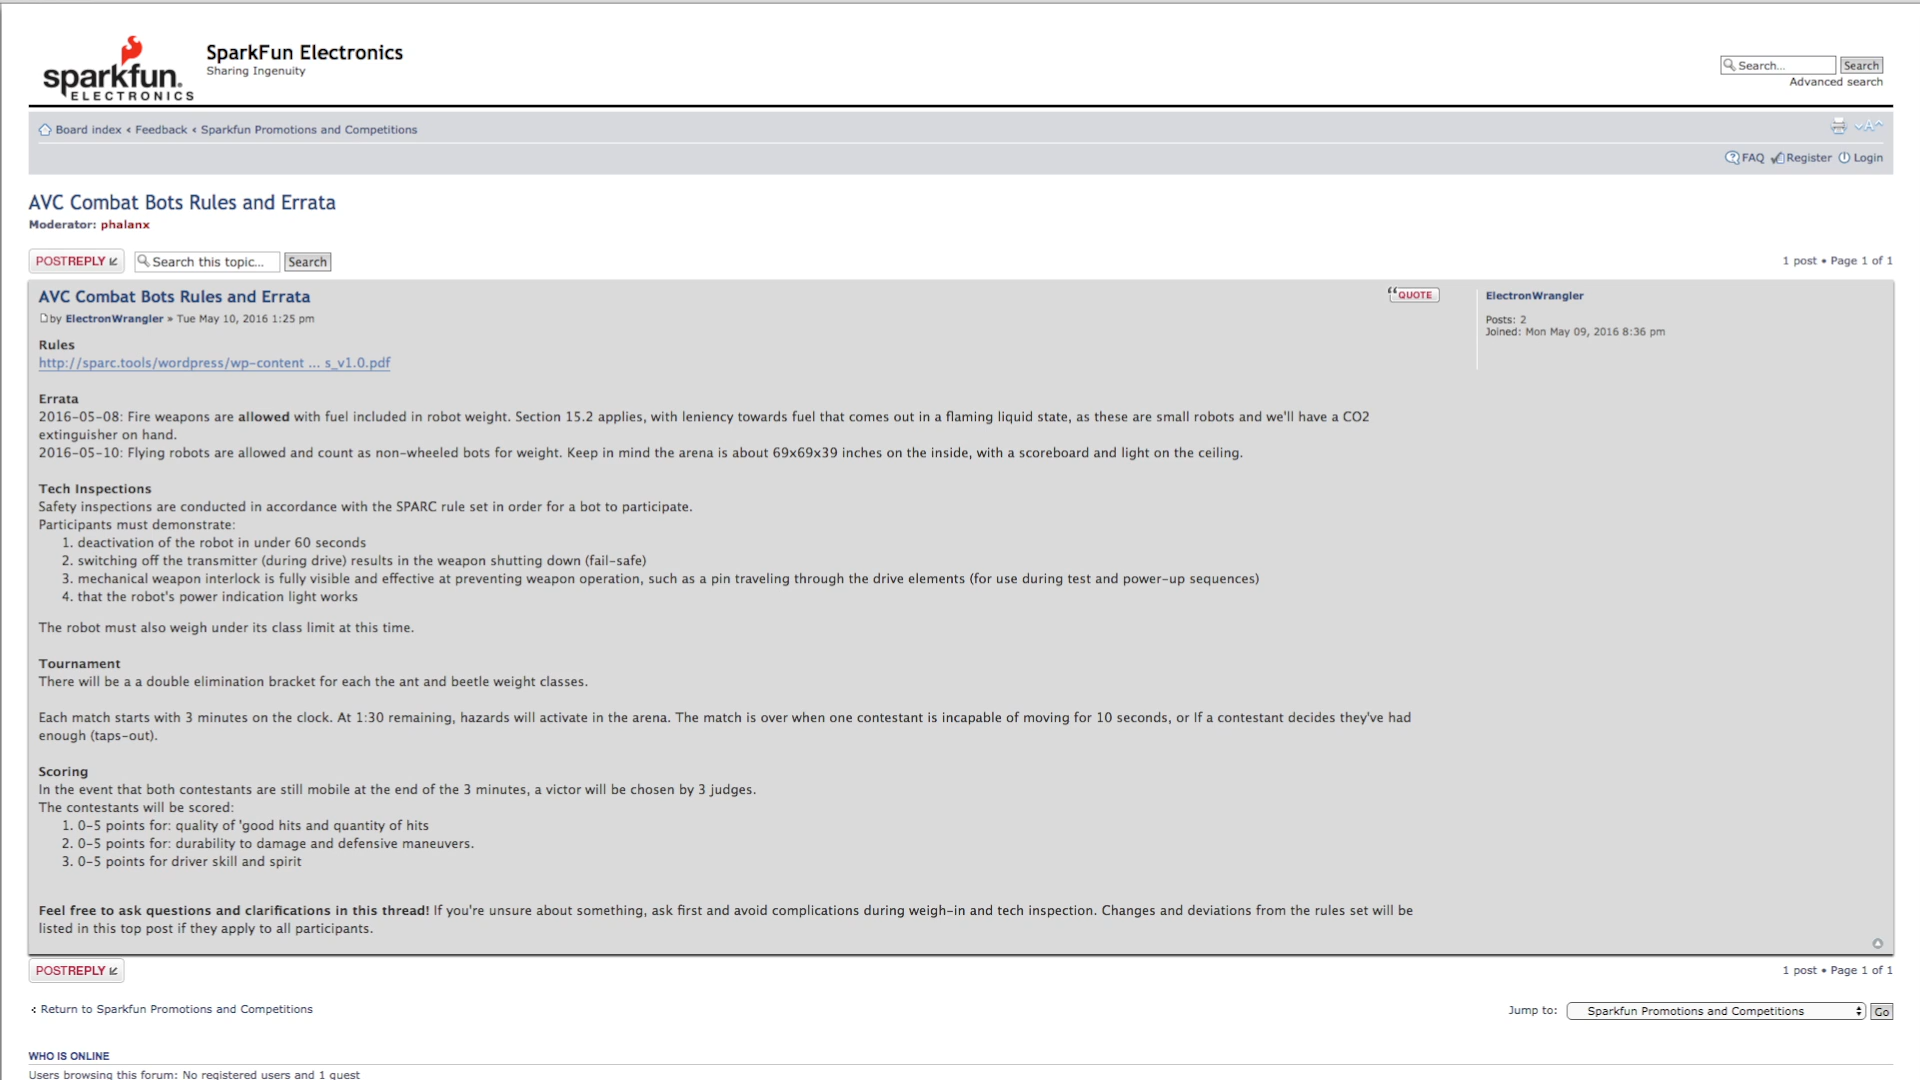 sparkfun.
ELECTRONICS
SparkFun Electronics
Sharing Ingenuity
Search...
Search
Advanced search
Board index ‹ Feedback ‹ Sparkfun Promotions and Competitions
A
FAQ Register Login
AVC Combat Bots Rules and Errata
Moderator: phalanx
POSTREPLY
Search this topic...
Search
1 post • Page 1 of 1
AVC Combat Bots Rules and Errata
by ElectronWrangler » Tue May 10, 2016 1:25 pm
“QUOTE
ElectronWrangler
Posts: 2
Joined: Mon May 09, 2016 8:36 pm
Rules
http://sparc.tools/wordpress/wp-content ... s_v1.0.pdf
Errata
2016-05-08: Fire weapons are allowed with fuel included in robot weight. Section 15.2 applies, with leniency towards fuel that comes out in a flaming liquid state, as these are small robots and we'll have a CO2
extinguisher on hand.
2016-05-10: Flying robots are allowed and count as non-wheeled bots for weight. Keep in mind the arena is about 69x69x39 inches on the inside, with a scoreboard and light on the ceiling.
Tech Inspections
Safety inspections are conducted in accordance with the SPARC rule set in order for a bot to participate.
Participants must demonstrate:
1. deactivation of the robot in under 60 seconds
2. switching off the transmitter (during drive) results in the weapon shutting down (fail-safe)
3. mechanical weapon interlock is fully visible and effective at preventing weapon operation, such as a pin traveling through the drive elements (for use during test and power-up sequences)
4. that the robot's power indication light works
The robot must also weigh under its class limit at this time.
Tournament
There will be a a double elimination bracket for each the ant and beetle weight classes.
Each match starts with 3 minutes on the clock. At 1:30 remaining, hazards will activate in the arena. The match is over when one contestant is incapable of moving for 10 seconds, or If a contestant decides they've had
enough (taps-out).
Scoring
In the event that both contestants are still mobile at the end of the 3 minutes, a victor will be chosen by 3 judges.
The contestants will be scored:
1. 0-5 points for: quality of 'good hits and quantity of hits
2. 0-5 points for: durability to damage and defensive maneuvers.
3. 0-5 points for driver skill and spirit
Feel free to ask questions and clarifications in this thread! If you're unsure about something, ask first and avoid complications during weigh-in and tech inspection. Changes and deviations from the rules set will be
listed in this top post if they apply to all participants.
POSTREPLY
1 post • Page 1 of 1
‹ Return to Sparkfun Promotions and Competitions
Jump to: Sparkfun Promotions and Competitions Go
WHO IS ONLINE
Users browsing this forum: No registered users and 1 guest